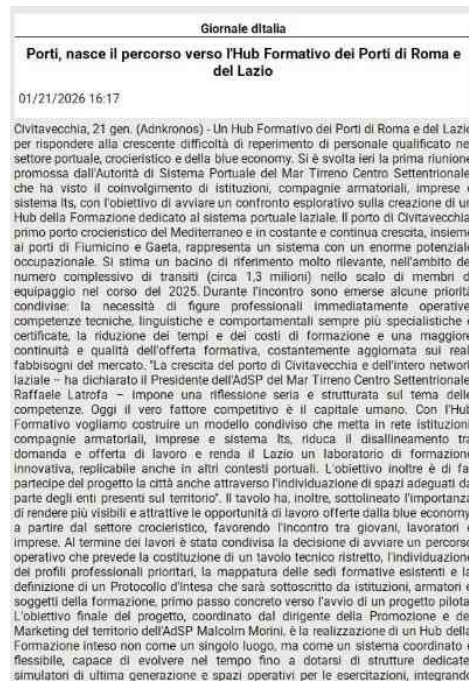 Giornale dItalia
Porti, nasce il percorso verso l'Hub Formativo dei Porti di Roma e
del Lazio
01/21/2026 16:17
Civitavecchia, 21 gen. (Adnkronos) - Un Hub Formativo dei Porti di Roma e del Lazio
per rispondere alla crescente difficoltà di reperimento di personale qualificato ne
settore portuale, crocieristico e della blue economy. Si è svolta ieri la prima riunione
promossa dall'Autorità di Sistema Portuale del Mar Tirreno Centro Settentrionale
che ha visto il coinvolgimento di istituzioni, compagnie armatoriali, imprese e
sistema Its, con l'obiettivo di avviare un confronto esplorativo sulla creazione di un
Hub della Formazione dedicato al sistema portuale laziale. Il porto di Civitavecchia
primo porto crocieristico del Mediterraneo e in costante e continua crescita, insieme
ai porti di Fiumicino e Gaeta, rappresenta un sistema con un enorme potenziale
occupazionale. Si stima un bacino di riferimento molto rilevante, nell'ambito de
numero complessivo di transiti (circa 1,3 milioni) nello scalo di membri d
equipaggio nel corso del 2025. Durante l'incontro sono emerse alcune priorità
condivise: la necessità di figure professionali immediatamente operative
competenze tecniche, linguistiche e comportamentali sempre più specialistiche e
certificate, la riduzione dei tempi e dei costi di formazione e una maggiore
continuità e qualità dell'offerta formativa, costantemente aggiornata sui real
fabbisogni del mercato. "La crescita del porto di Civitavecchia e dell'intero network
laziale – ha dichiarato il Presidente dell'AdSP del Mar Tirreno Centro Settentrionale
Raffaele Latrofa – impone una riflessione seria e strutturata sul tema delle
competenze. Oggi il vero fattore competitivo è il capitale umano. Con l'Hub
Formativo vogliamo costruire un modello condiviso che metta in rete istituzioni
compagnie armatoriali, imprese e sistema Its, riduca il disallineamento tra
domanda e offerta di lavoro e renda il Lazio un laboratorio di formazione
innovativa, replicabile anche in altri contesti portuali. L'obiettivo inoltre è di fa
partecipe del progetto la città anche attraverso l'individuazione di spazi adeguati da
parte degli enti presenti sul territorio". Il tavolo ha, inoltre, sottolineato l'importanza
di rendere più visibili e attrattive le opportunità di lavoro offerte dalla blue economy
a partire dal settore crocieristico, favorendo l'incontro tra giovani, lavoratori e
imprese. Al termine dei lavori è stata condivisa la decisione di avviare un percorso
operativo che prevede la costituzione di un tavolo tecnico ristretto, l'individuazione
dei profili professionali prioritari, la mappatura delle sedi formative esistenti e la
definizione di un Protocollo d'Intesa che sarà sottoscritto da istituzioni, armatori e
soggetti della formazione, primo passo concreto verso l'avvio di un progetto pilota
L'obiettivo finale del progetto, coordinato dal dirigente della Promozione e de
Marketing del territorio dell'AdSP Malcolm Morini, è la realizzazione di un Hub della
Formazione inteso non come un singolo luogo, ma come un sistema coordinato e
flessibile, capace di evolvere nel tempo fino a dotarsi di strutture dedicate
simulatori di ultima generazione e spazi operativi per le esercitazioni, integrando